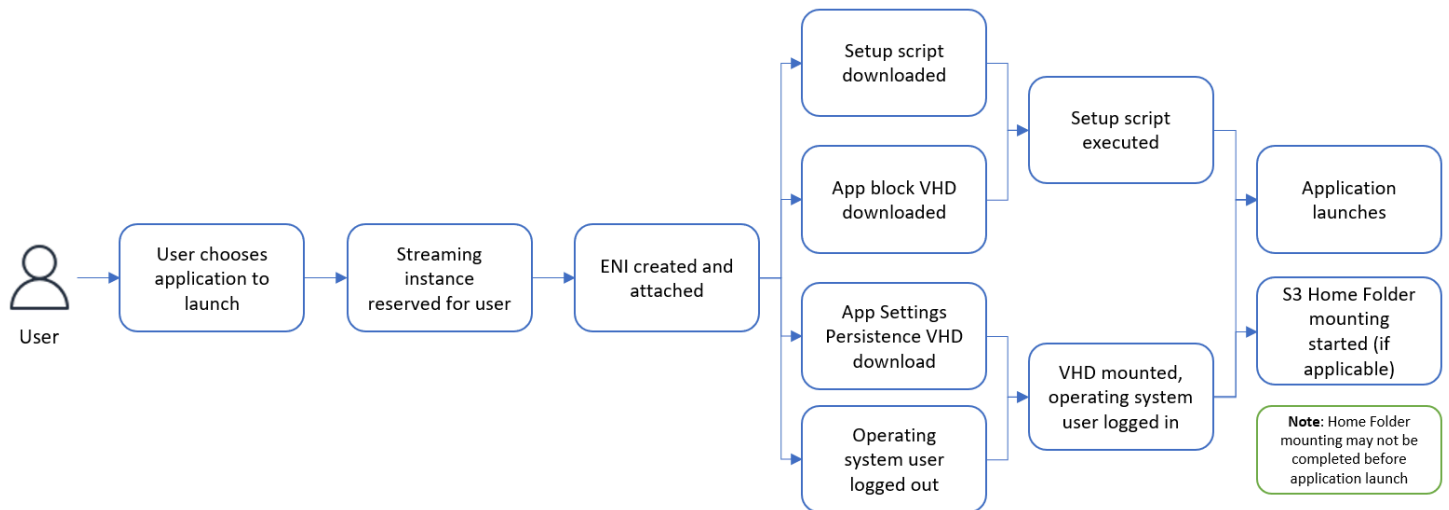 User
User chooses
application to
launch
Streaming
instance
reserved for user
ENI created and
attached
Setup script
downloaded
App block VHD
downloaded
App Settings
Persistence VHD
download
Operating
system user
logged out
Setup script
executed
VHD mounted,
operating system
user logged in
Application
launches
S3 Home Folder
mounting
started (if
applicable)
Note: Home Folder
mounting may not be
completed before
application launch